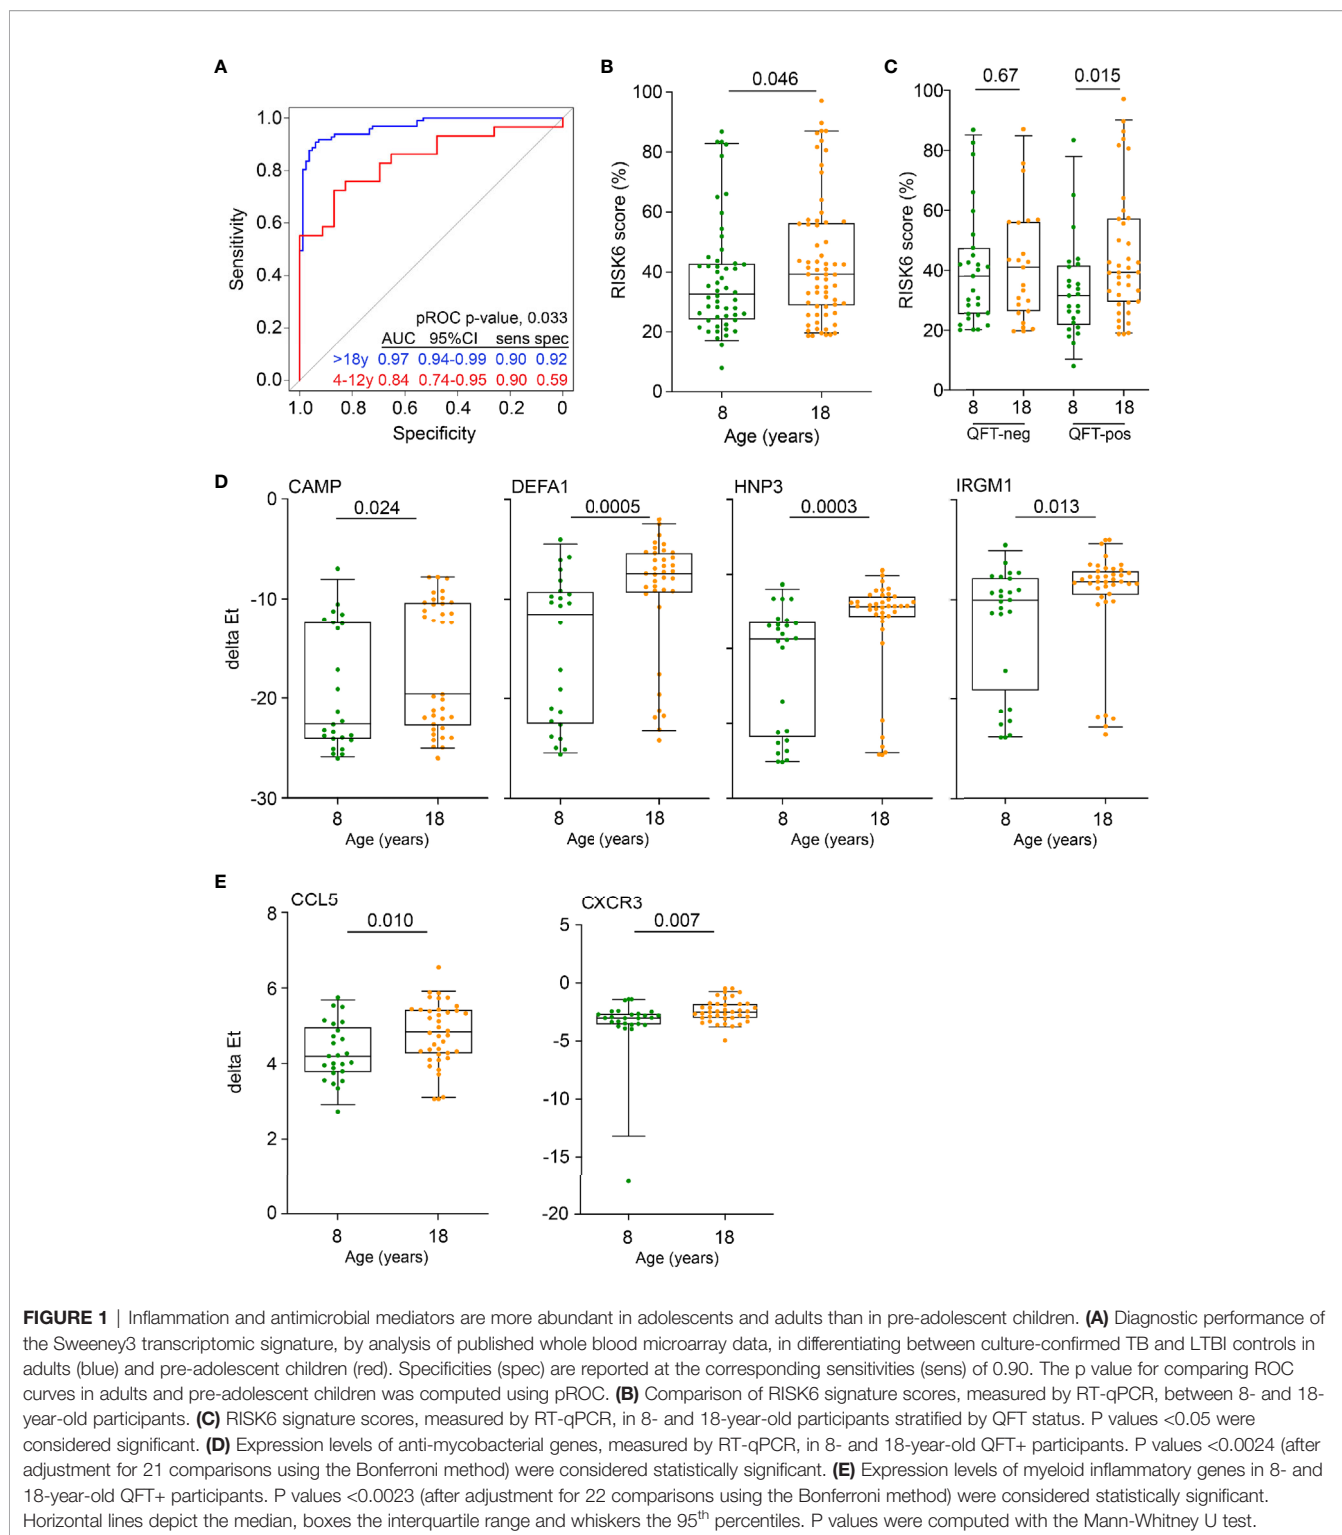 A
1.0
0.8
0.6
0.4
0.2
0.0
Sensitivity
pROC p-value, 0.033
AUC 95%CI sens spec
>18y 0.97 0.94-0.99 0.90 0.92
4-12y 0.84 0.74-0.95 0.90 0.59
1.0 0.8 0.6 0.4 0.2 0
Specificity
B
0.046
100
80
60
40
20
0
RISK6 score (%)
8 18
Age (years)
C
0.67 0.015
100
80
60
40
20
0
RISK6 score (%)
8 18 8 18
QFT-neg QFT-pos
D
CAMP
0.024
0
-10
-20
-30
delta Et
8 18
Age (years)
DEFA1
0.0005
8 18
Age (years)
HNP3
0.0003
8 18
Age (years)
IRGM1
0.013
8 18
Age (years)
E
CCL5
0.010
8
6
4
2
0
delta Et
8 18
Age (years)
CXCR3
0.007
5
0
-5
-10
-15
-20
8 18
Age (years)
FIGURE 1 | Inflammation and antimicrobial mediators are more abundant in adolescents and adults than in pre-adolescent children. (A) Diagnostic performance of
the Sweeney3 transcriptomic signature, by analysis of published whole blood microarray data, in differentiating between culture-confirmed TB and LTBI controls in
adults (blue) and pre-adolescent children (red). Specificities (spec) are reported at the corresponding sensitivities (sens) of 0.90. The p value for comparing ROC
curves in adults and pre-adolescent children was computed using pROC. (B) Comparison of RISK6 signature scores, measured by RT-qPCR, between 8- and 18-
year-old participants. (C) RISK6 signature scores, measured by RT-qPCR, in 8- and 18-year-old participants stratified by QFT status. P values <0.05 were
considered significant. (D) Expression levels of anti-mycobacterial genes, measured by RT-qPCR, in 8- and 18-year-old QFT+ participants. P values <0.0024 (after
adjustment for 21 comparisons using the Bonferroni method) were considered statistically significant. (E) Expression levels of myeloid inflammatory genes in 8- and
18-year-old QFT+ participants. P values <0.0023 (after adjustment for 22 comparisons using the Bonferroni method) were considered statistically significant.
Horizontal lines depict the median, boxes the interquartile range and whiskers the 95th percentiles. P values were computed with the Mann-Whitney U test.